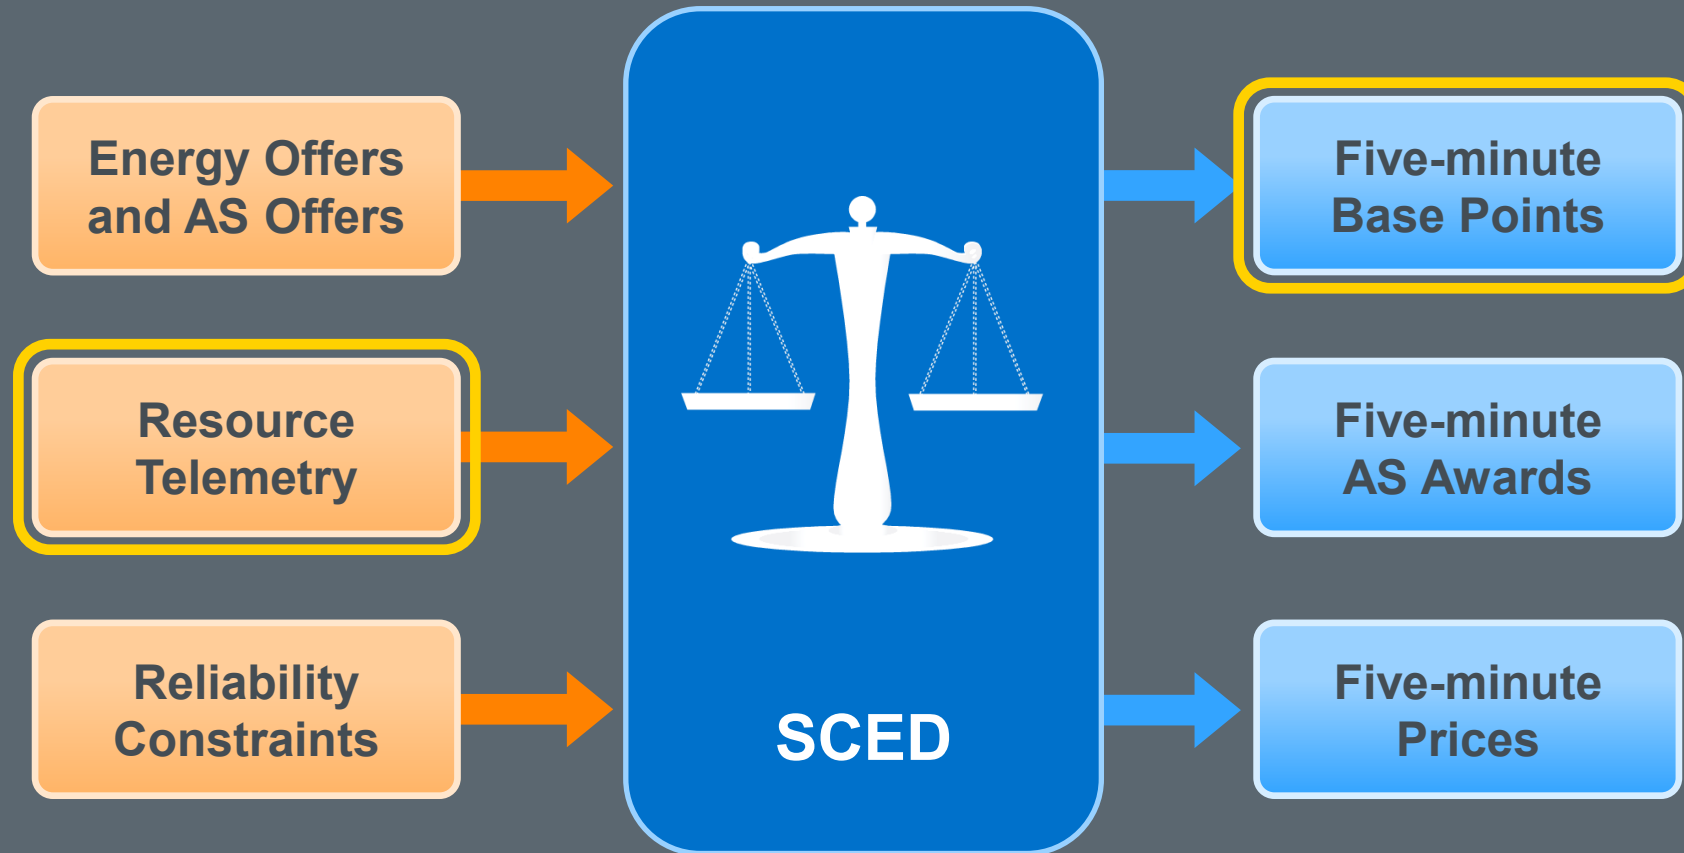 Energy Offers
and AS Offers
Resource
Telemetry
Reliability
Constraints
SCED
Five-minute
Base Points
Five-minute
AS Awards
Five-minute
Prices